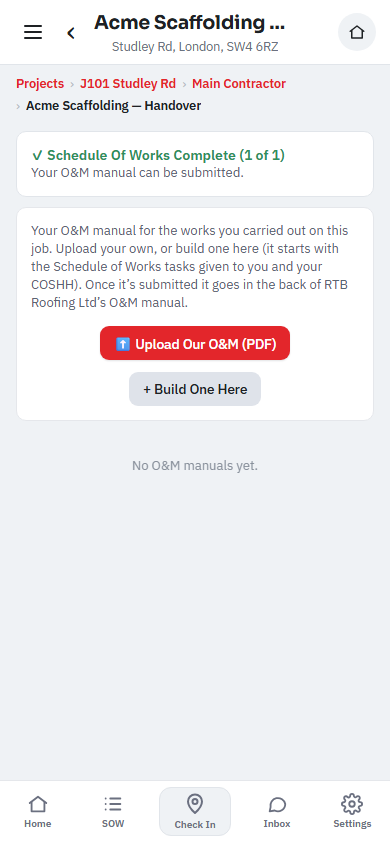 Acme Scaffolding ...
Studley Rd, London, SW4 6RZ
Projects › J101 Studley Rd › Main Contractor
› Acme Scaffolding — Handover
✓ Schedule Of Works Complete (1 of 1)
Your O&M manual can be submitted.
Your O&M manual for the works you carried out on this
job. Upload your own, or build one here (it starts with
the Schedule of Works tasks given to you and your
COSHH). Once it's submitted it goes in the back of RTB
Roofing Ltd's O&M manual.
⬆️ Upload Our O&M (PDF)
+ Build One Here
No O&M manuals yet.
Home
SOW
Check In
Inbox
Settings